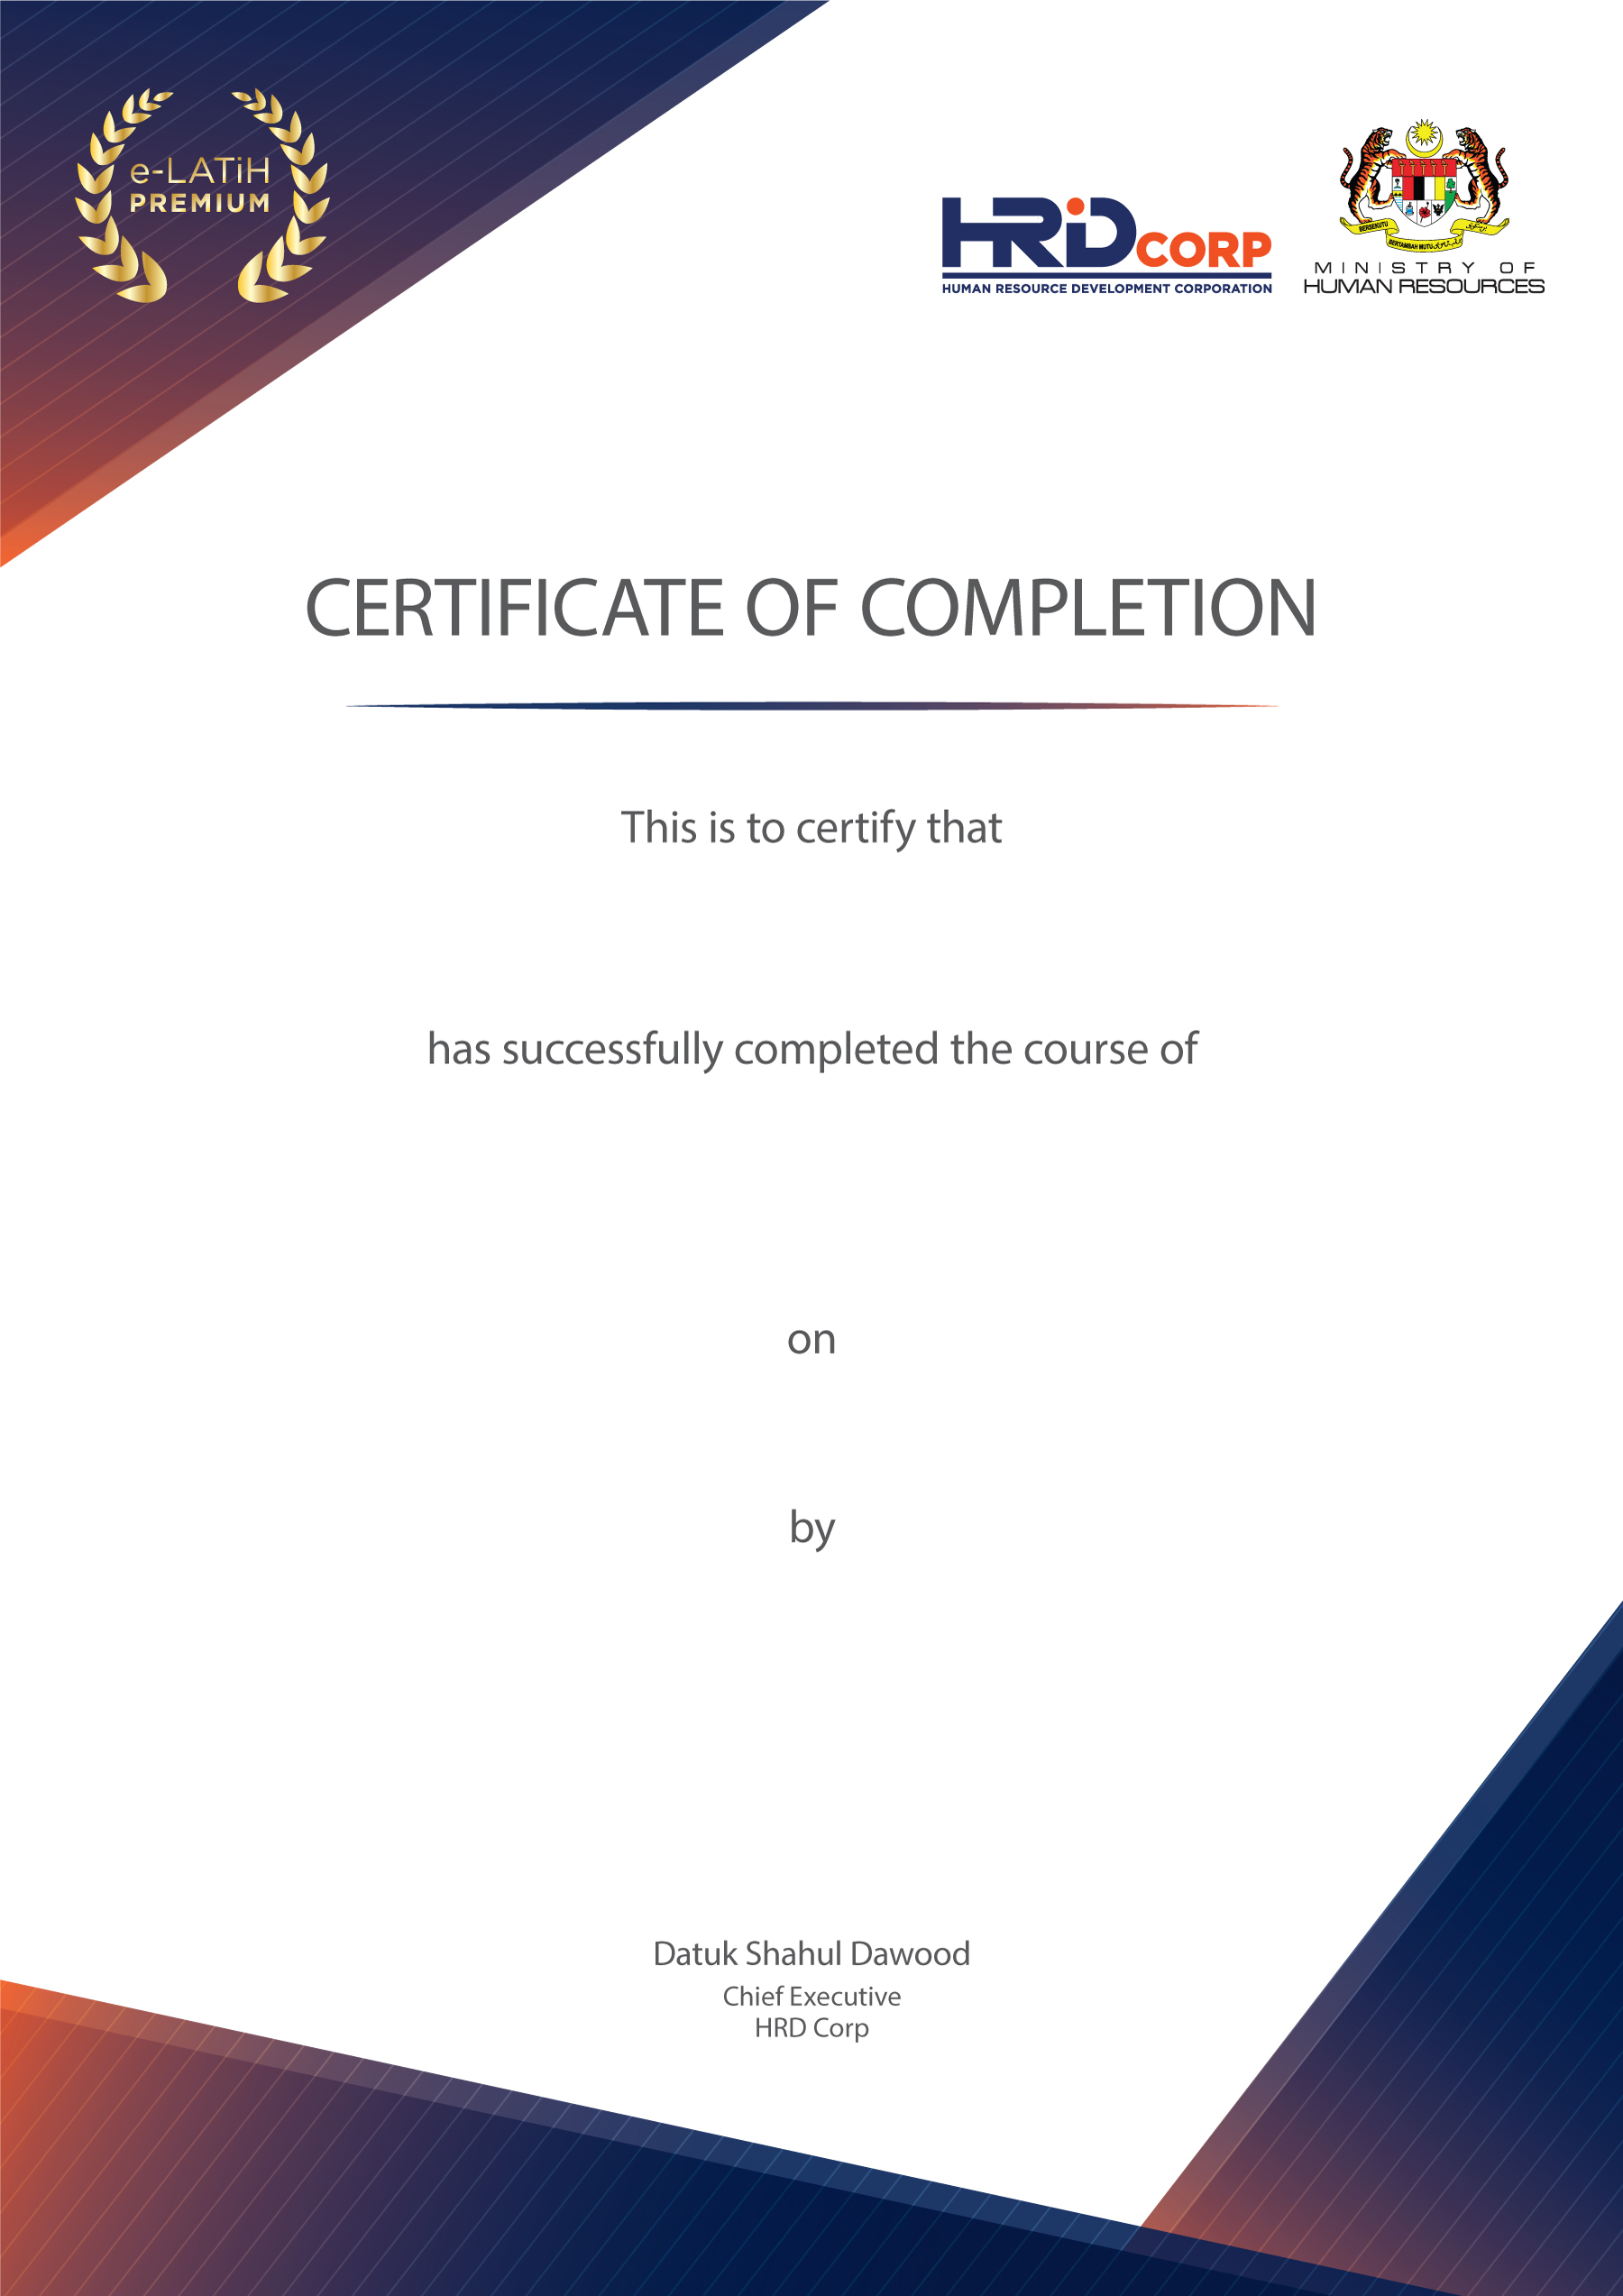 e-LATiH
PREMIUM
HRD CORP
HUMAN RESOURCE DEVELOPMENT CORPORATION
BERSEKUTU
BERTAMBAH MUTU
MINISTRY OF
HUMAN RESOURCES
CERTIFICATE OF COMPLETION
This is to certify that
has successfully completed the course of
on
by
Datuk Shahul Dawood
Chief Executive
HRD Corp